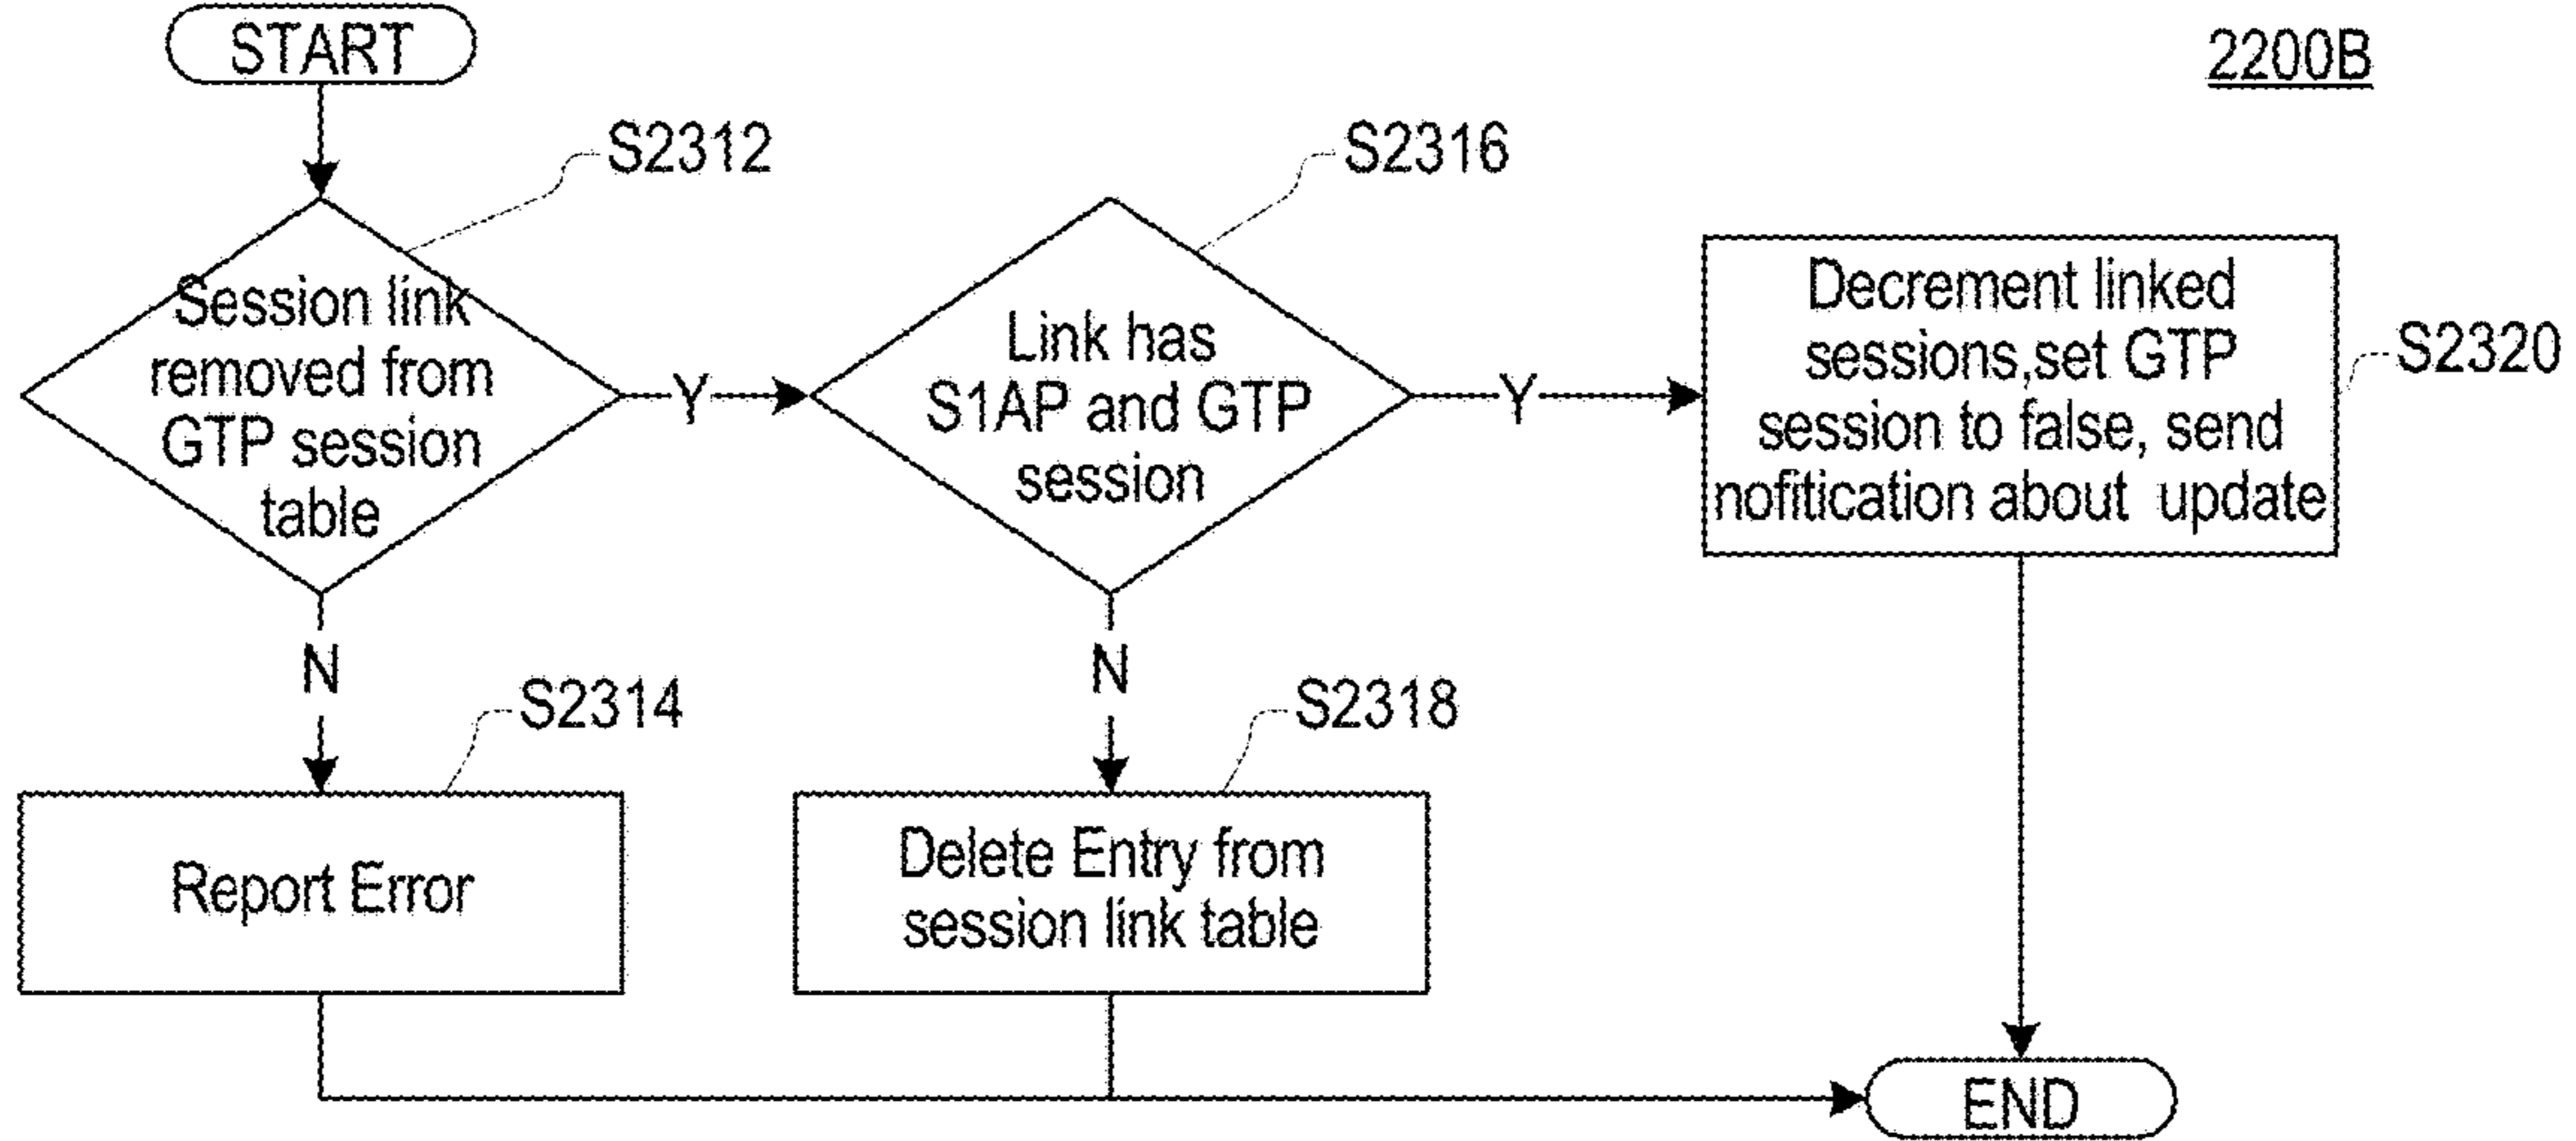 START
2200B
S2312
S2316
Session link
removed from
GTP session
table
Y
Link has
S1AP and GTP
session
Y
Decrement linked
sessions,set GTP
session to false, send
nofitication about update
S2320
N
N
S2314
S2318
Report Error
Delete Entry from
session link table
END